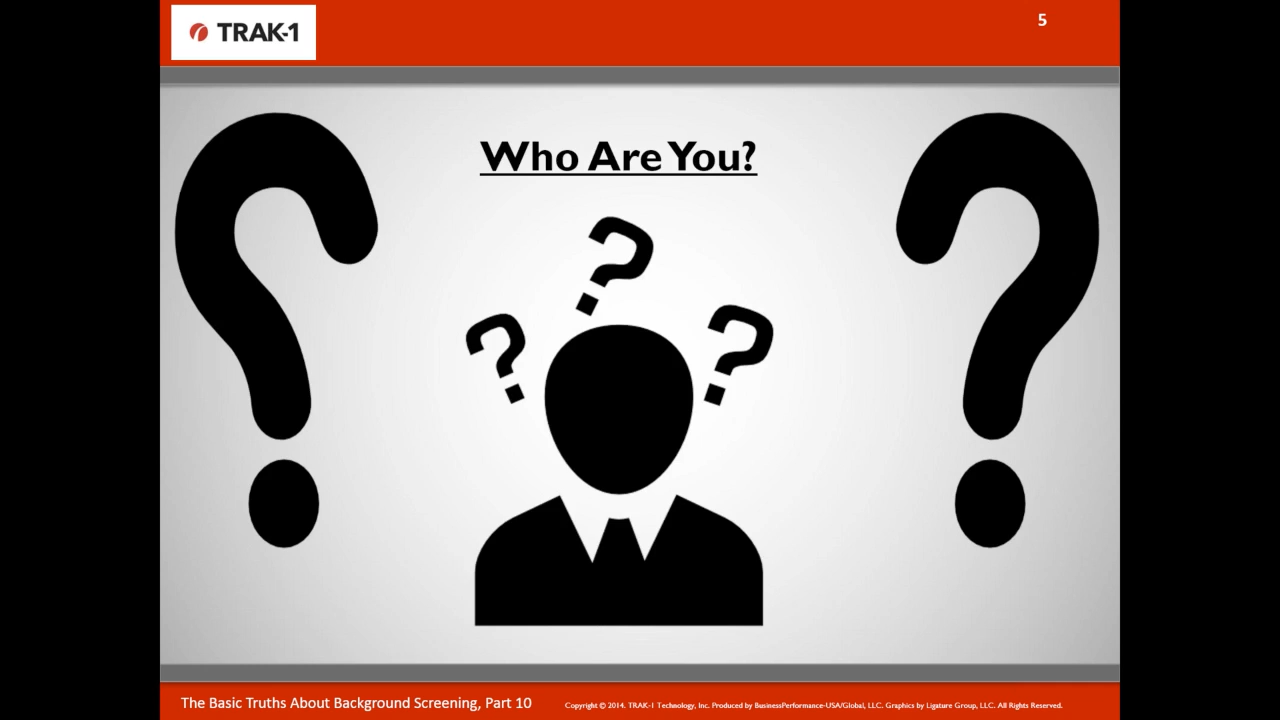 TRAK-1
5
Who Are You?
? ? ? ? ?
The Basic Truths About Background Screening, Part 10
Copyright © 2014. TRAK-1 Technology, Inc. Produced by BusinessPerformance-USA/Global, LLC. Graphics by Ligature Group, LLC. All Rights Reserved.